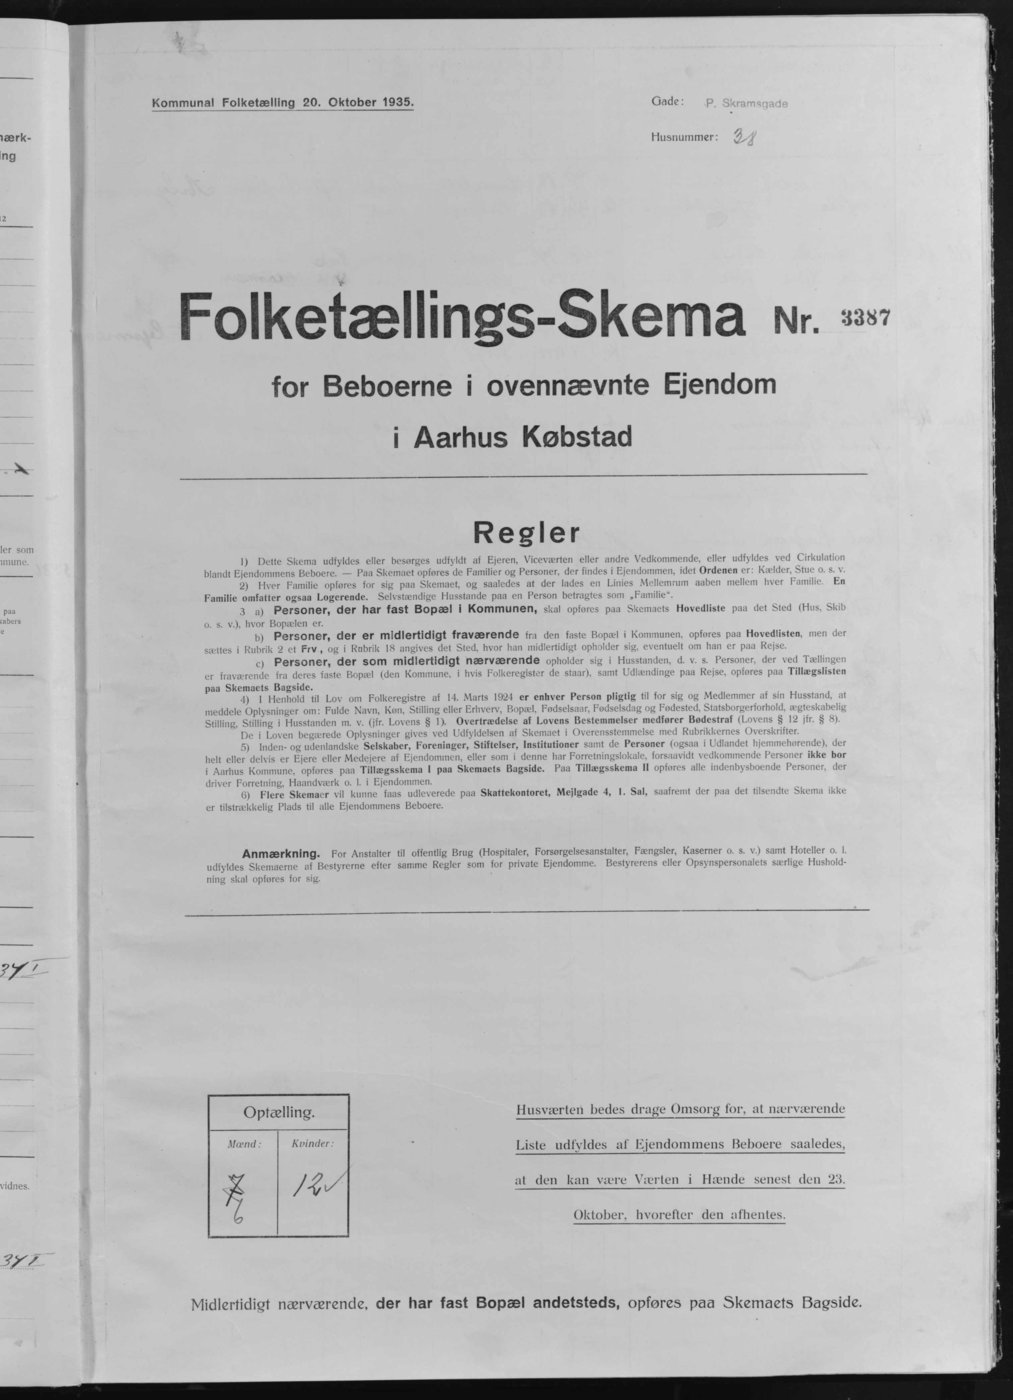 Kommunal Folketælling 20. Oktober 1935.
Gade: P. Skramsgade
Husnummer: 38
Folketællings-Skema Nr. 3387
for Beboerne i ovennævnte Ejendom
i Aarhus Købstad
Regler
1) Dette Skema udfyldes eller besørges udfyldt af Ejeren, Viceværten eller andre Vedkommende, eller udfyldes ved Cirkulation
blandt Ejendommens Beboere. — Paa Skemaet opføres de Familier og Personer, der findes i Ejendommen, idet Ordenen er: Kælder, Stue o. s. v.
2) Hver Familie opføres for sig paa Skemaet, og saaledes at der lades en Linies Mellemrum aaben mellem hver Familie. En
Familie omfatter ogsaa Logerende. Selvstændige Husstande paa en Person betragtes som „Familie“.
3 a) Personer, der har fast Bopæl i Kommunen, skal opføres paa Skemaets Hovedliste paa det Sted (Hus, Skib
o. s. v.), hvor Bopælen er.
b) Personer, der er midlertidigt fraværende fra den faste Bopæl i Kommunen, opføres paa Hovedlisten, men der
sættes i Rubrik 2 et Frv., og i Rubrik 18 angives det Sted, hvor han midlertidigt opholder sig, eventuelt om han er paa Rejse.
c) Personer, der som midlertidigt nærværende opholder sig i Husstanden, d. v. s. Personer, der ved Tællingen
er fraværende fra deres faste Bopæl (den Kommune, i hvis Folkeregister de staar), samt Udlændinge paa Rejse, opføres paa Tillægslisten
paa Skemaets Bagside.
4) I Henhold til Lov om Folkeregistre af 14. Marts 1924 er enhver Person pligtig til for sig og Medlemmer af sin Husstand, at
meddele Oplysninger om: Fulde Navn, Køn, Stilling eller Erhverv, Bopæl, Fødselsaar, Fødselsdag og Fødested, Statsborgerforhold, ægteskabelig
Stilling, Stilling i Husstanden m. v. (jfr. Lovens § 1). Overtrædelse af Lovens Bestemmelser medfører Bødestraf (Lovens § 12 jfr. § 8).
De i Loven begærede Oplysninger gives ved Udfyldelsen af Skemaet i Overensstemmelse med Rubrikkernes Overskrifter.
5) Inden- og udenlandske Selskaber, Foreninger, Stiftelser, Institutioner samt de Personer (ogsaa i Udlandet hjemmehørende), der
helt eller delvis er Ejere eller Medejere af Ejendommen, eller som i denne har Forretningslokale, forsaavidt vedkommende Personer ikke bor
i Aarhus Kommune, opføres paa Tillægsskema I paa Skemaets Bagside. Paa Tillægsskema II opføres alle indenbysboende Personer, der
driver Forretning, Haandværk o. l. i Ejendommen.
6) Flere Skemaer vil kunne faas udleverede paa Skattekontoret, Mejlgade 4, 1. Sal, saafremt der paa det tilsendte Skema ikke
er tilstrækkelig Plads til alle Ejendommens Beboere.
Anmærkning. For Anstalter til offentlig Brug (Hospitaler, Forsørgelsesanstalter, Fængsler, Kaserner o. s. v.) samt Hoteller o. l.
udfyldes Skemaerne af Bestyrerne efter samme Regler som for private Ejendomme. Bestyrerens eller Opsynspersonalets særlige Hushold-
ning skal opføres for sig.
Optælling.
Mænd: Kvinder:
7 12
6
Husværten bedes drage Omsorg for, at nærværende
Liste udfyldes af Ejendommens Beboere saaledes,
at den kan være Værten i Hænde senest den 23.
Oktober, hvorefter den afhentes.
Midlertidigt nærværende, der har fast Bopæl andetsteds, opføres paa Skemaets Bagside.